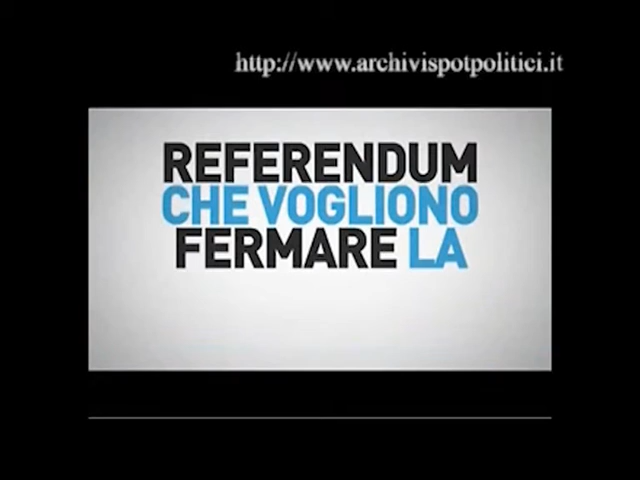 http://www.archivispotpolitici.it
REFERENDUM
CHE VOGLIONO
FERMARE LA